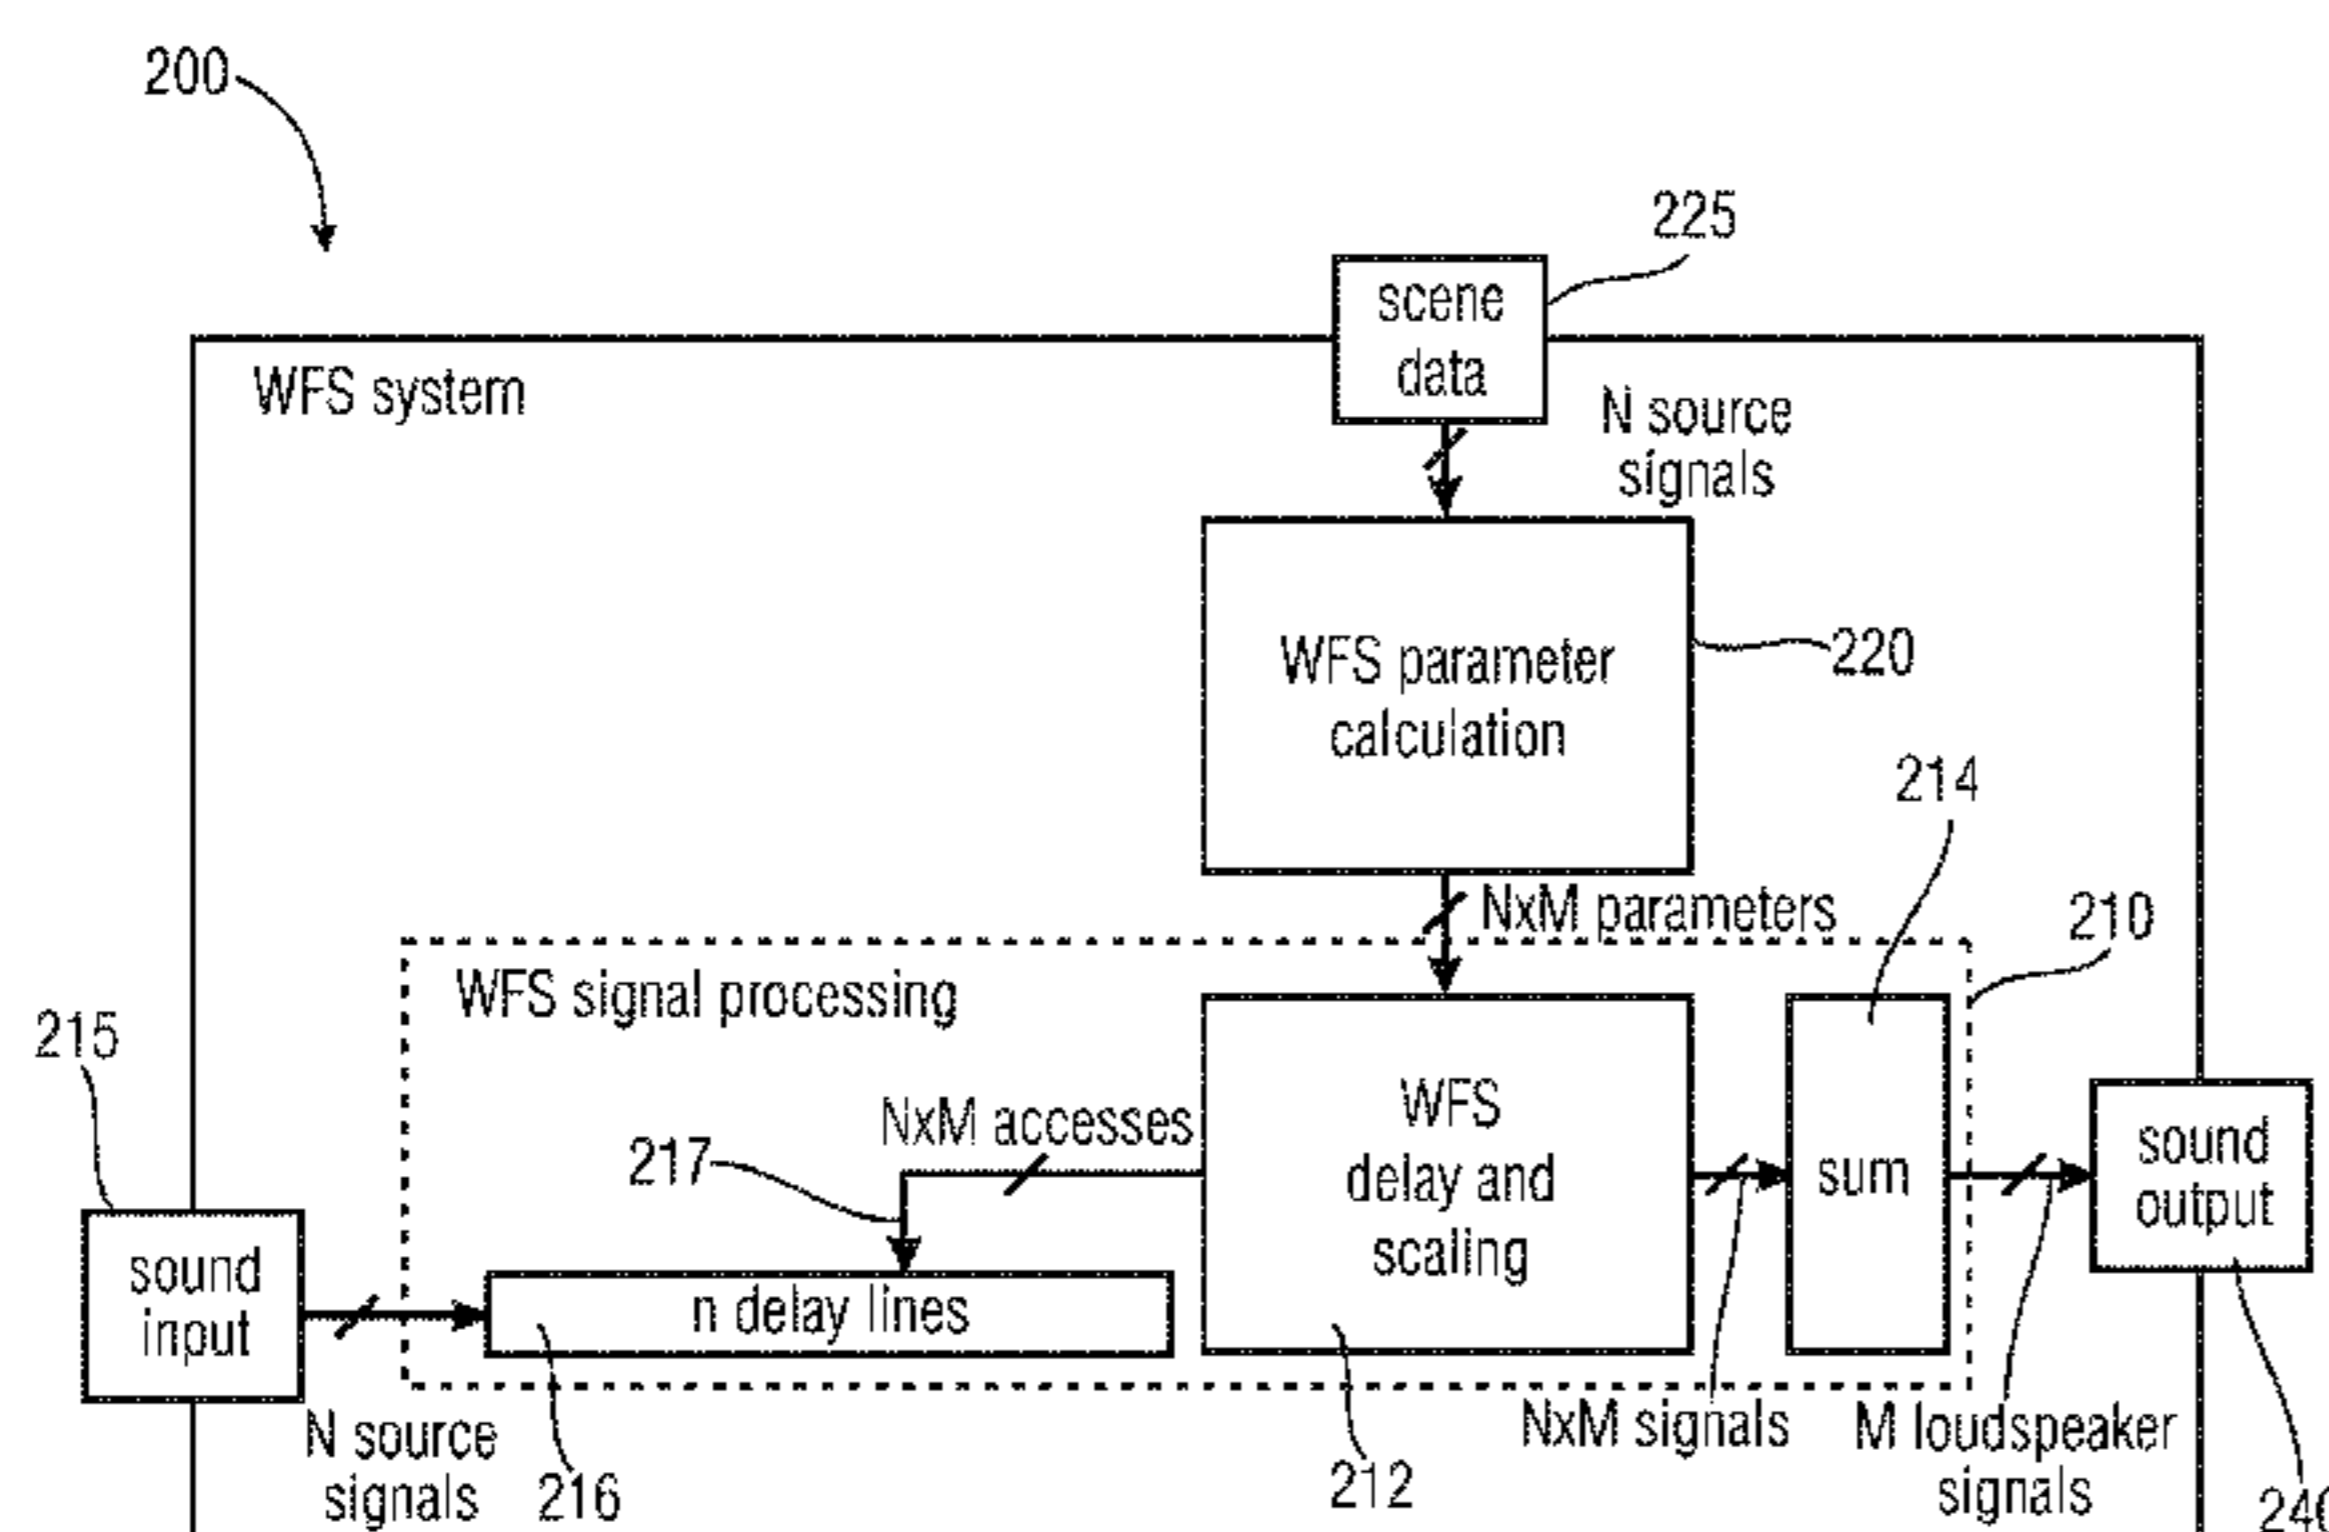 200
225
scene
data
WFS system
N source
signals
WFS parameter
calculation
220
214
NxM parameters
210
WFS signal processing
215
NxM accesses
217
WFS
delay and
scaling
sum
sound
output
sound
input
n delay lines
N source
signals
216
212
NxM signals
M loudspeaker
signals